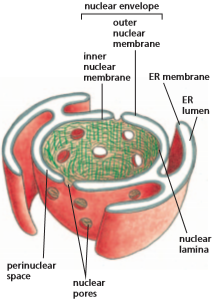 nuclear envelope
outer
nuclear
membrane
inner
nuclear
membrane
ER membrane
ER
lumen
nuclear
lamina
perinuclear
space
nuclear
pores